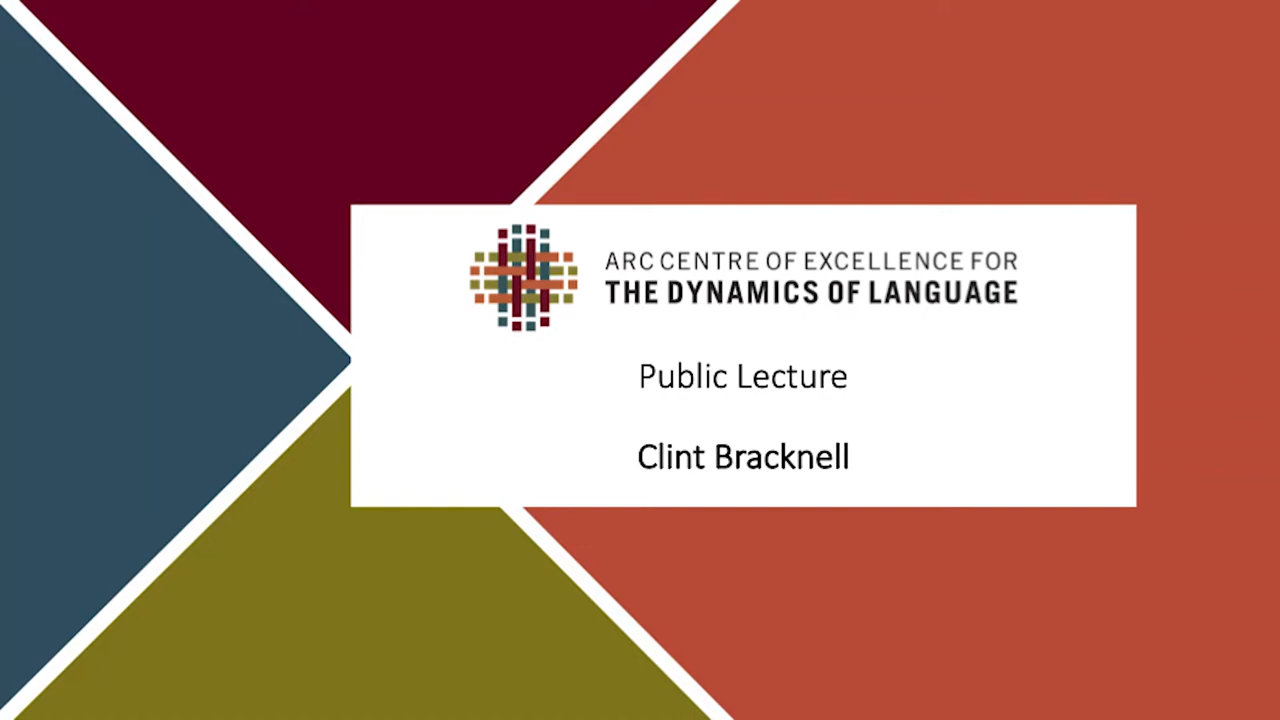 ARC CENTRE OF EXCELLENCE FOR
THE DYNAMICS OF LANGUAGE
Public Lecture
Clint Bracknell